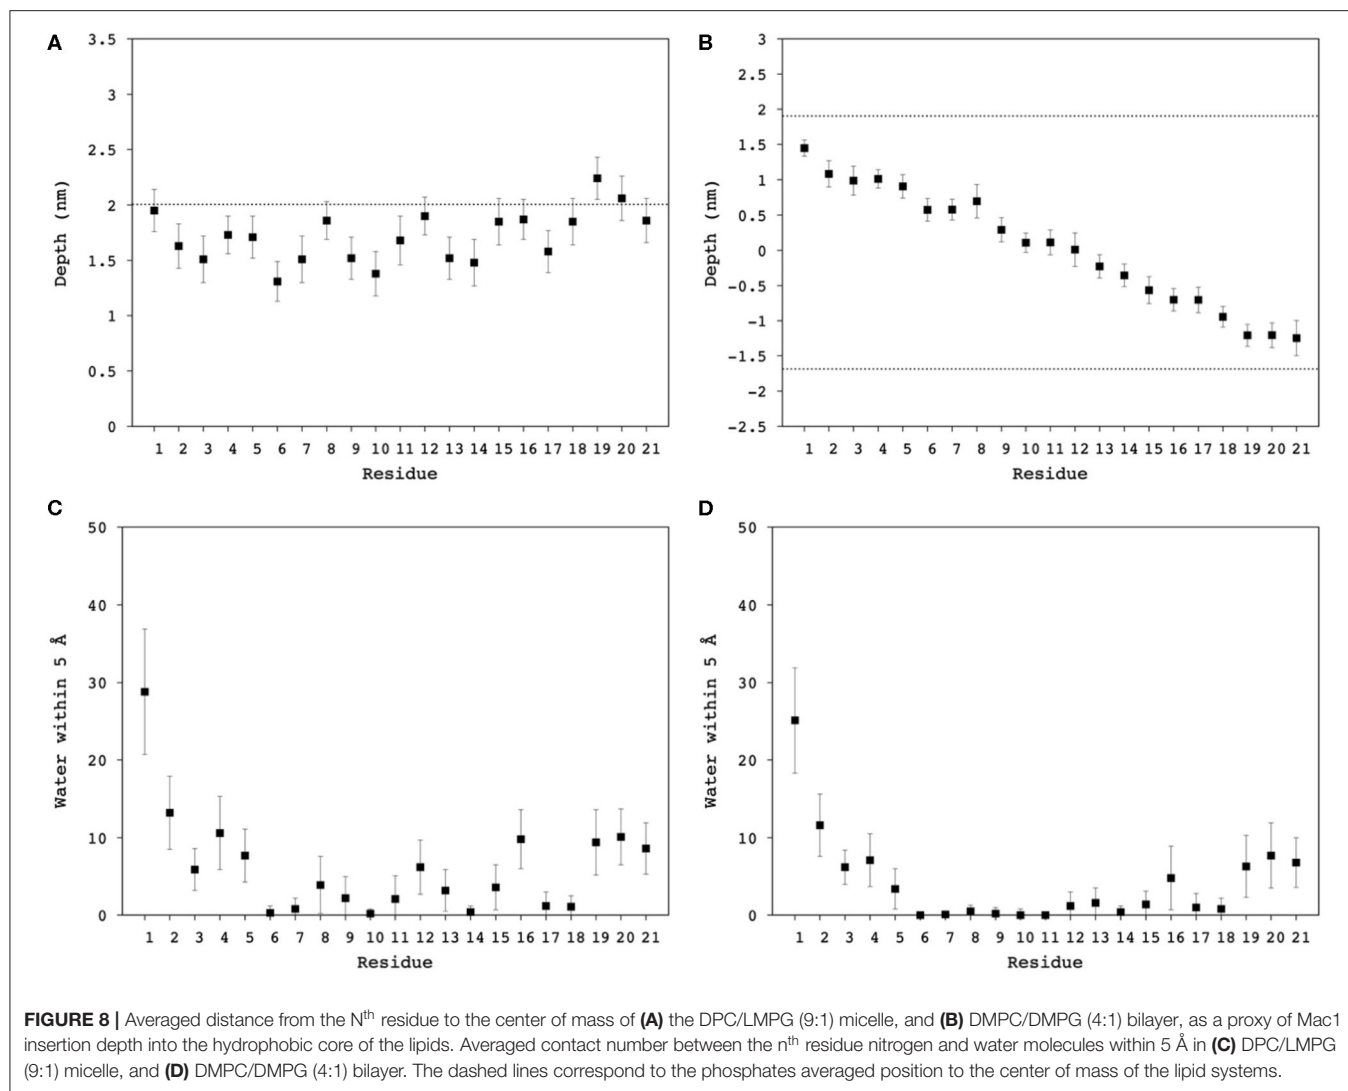 A
3.5
3
2.5
2
1.5
1
0.5
0
Depth (nm)
1 2 3 4 5 6 7 8 9 10 11 12 13 14 15 16 17 18 19 20 21
Residue
B
3
2.5
2
1.5
1
0.5
0
-0.5
-1
-1.5
-2
-2.5
Depth (nm)
1 2 3 4 5 6 7 8 9 10 11 12 13 14 15 16 17 18 19 20 21
Residue
C
50
40
30
20
10
0
Water within 5 Å
1 2 3 4 5 6 7 8 9 10 11 12 13 14 15 16 17 18 19 20 21
Residue
D
50
40
30
20
10
0
Water within 5 Å
1 2 3 4 5 6 7 8 9 10 11 12 13 14 15 16 17 18 19 20 21
Residue
FIGURE 8 | Averaged distance from the Nth residue to the center of mass of (A) the DPC/LMPG (9:1) micelle, and (B) DMPC/DMPG (4:1) bilayer, as a proxy of Mac1
insertion depth into the hydrophobic core of the lipids. Averaged contact number between the nth residue nitrogen and water molecules within 5 Å in (C) DPC/LMPG
(9:1) micelle, and (D) DMPC/DMPG (4:1) bilayer. The dashed lines correspond to the phosphates averaged position to the center of mass of the lipid systems.